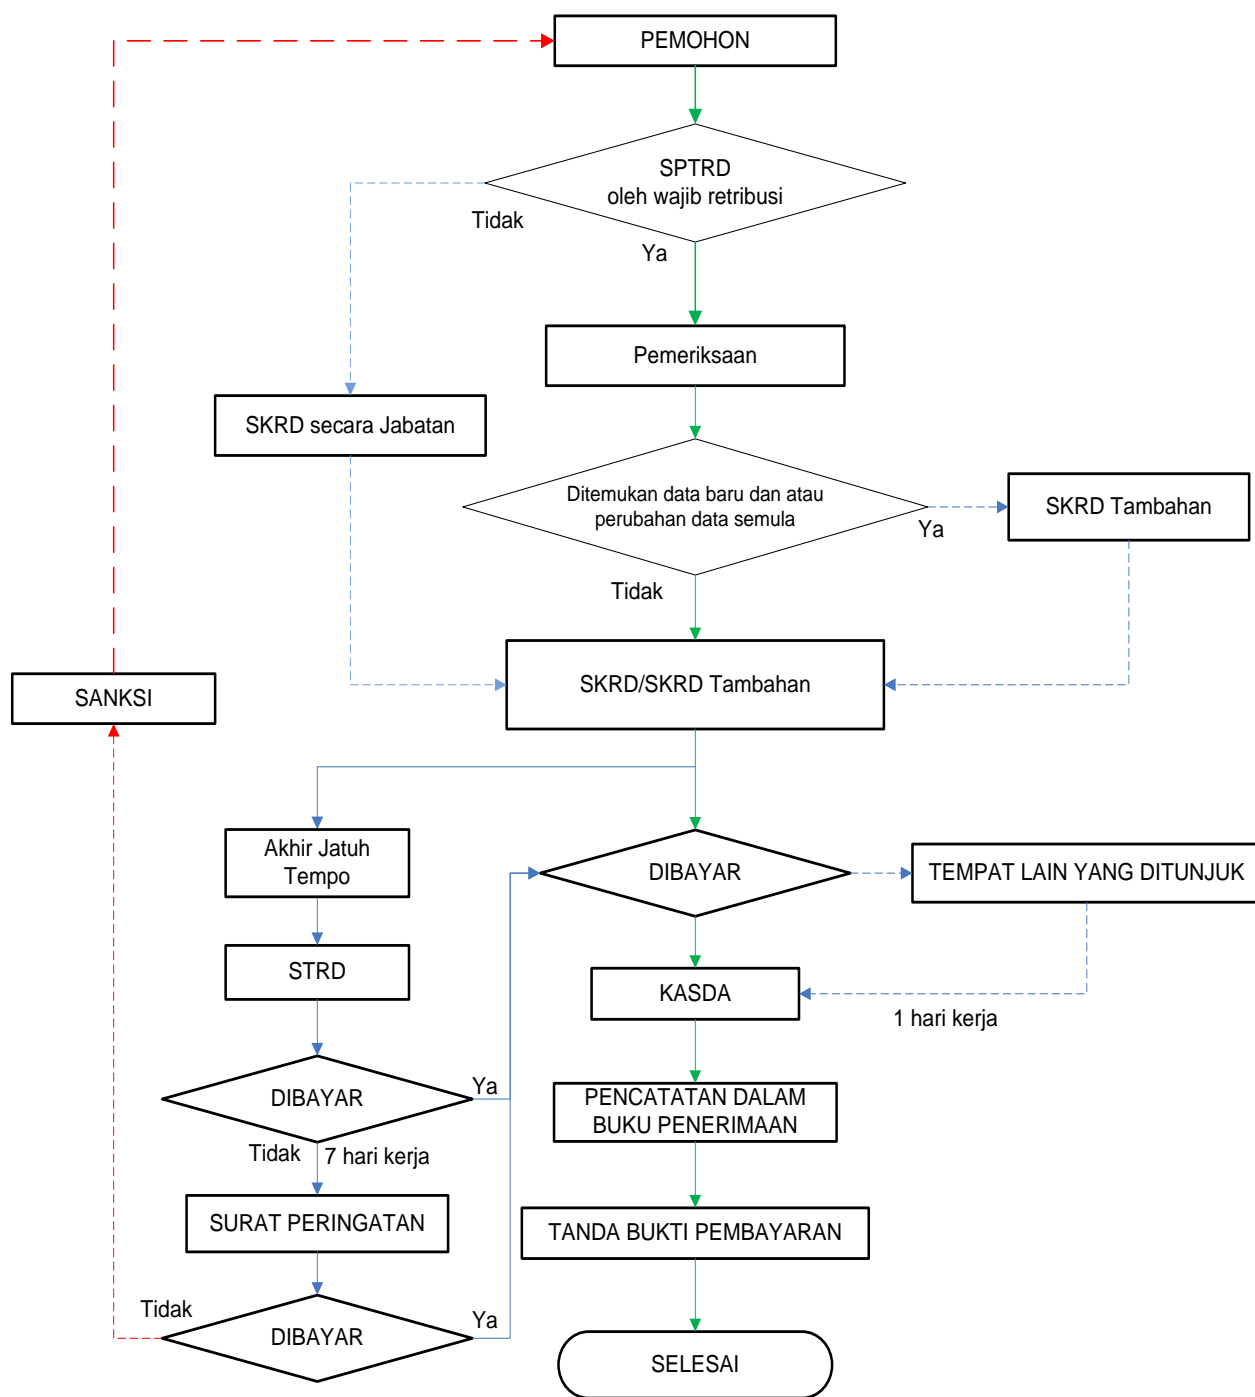 PEMOHON
SPTRD
oleh wajib retribusi
Tidak
Ya
Pemeriksaan
SKRD secara Jabatan
Ditemukan data baru dan atau
perubahan data semula
Ya
SKRD Tambahan
Tidak
SKRD/SKRD Tambahan
SANKSI
Akhir Jatuh
Tempo
DIBAYAR
TEMPAT LAIN YANG DITUNJUK
STRD
KASDA
1 hari kerja
DIBAYAR
Ya
PENCATATAN DALAM
BUKU PENERIMAAN
Tidak
7 hari kerja
SURAT PERINGATAN
TANDA BUKTI PEMBAYARAN
Tidak
DIBAYAR
Ya
SELESAI